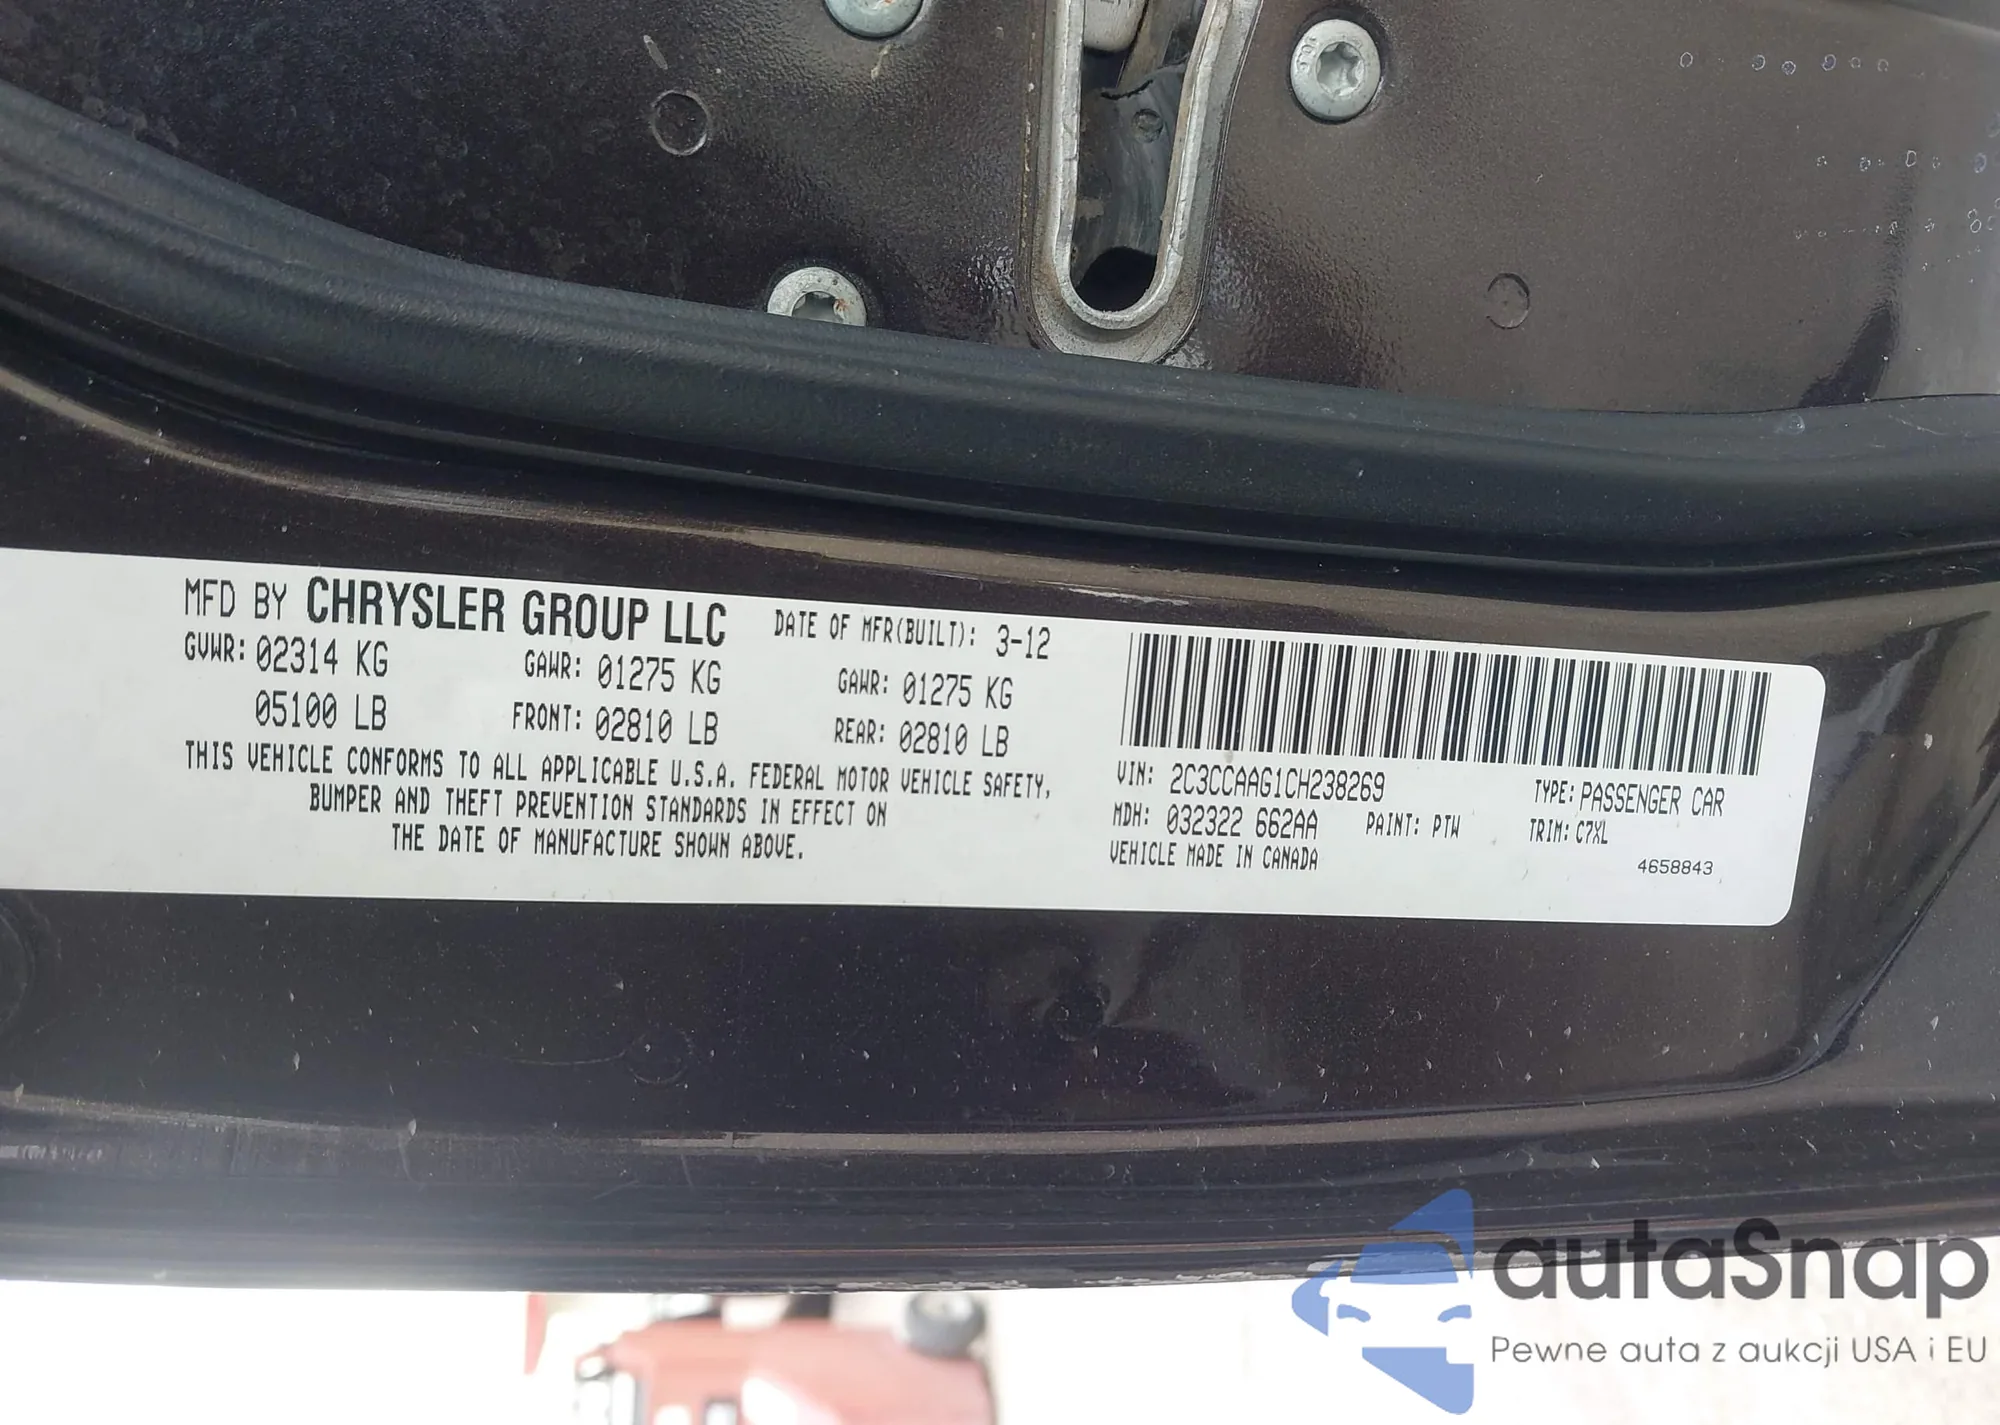 MFD BY CHRYSLER GROUP LLC
DATE OF MFR(BUILT): 3-12
GVWR: 02314 KG
GAWR: 01275 KG
GAWR: 01275 KG
05100 LB
FRONT: 02810 LB
REAR: 02810 LB
THIS VEHICLE CONFORMS TO ALL APPLICABLE U.S.A. FEDERAL MOTOR VEHICLE SAFETY,
BUMPER AND THEFT PREVENTION STANDARDS IN EFFECT ON
THE DATE OF MANUFACTURE SHOWN ABOVE.
VIN: 2C3CCAAG1CH238269
TYPE: PASSENGER CAR
MDH: 032322 662AA
PAINT: PTW
TRIM: C7XL
VEHICLE MADE IN CANADA
4658843
autaSnap
Pewne auta z aukcji USA i EU